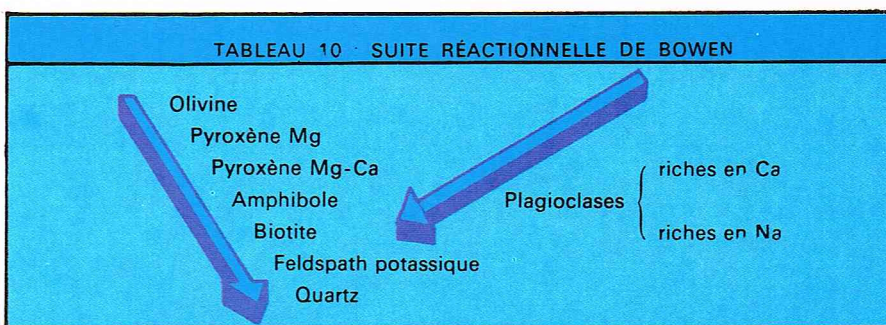 TABLEAU 10 · SUITE RÉACTIONNELLE DE BOWEN
Olivine
Pyroxène Mg
Pyroxène Mg-Ca
Amphibole
Biotite
Feldspath potassique
Quartz
Plagioclases
riches en Ca
riches en Na